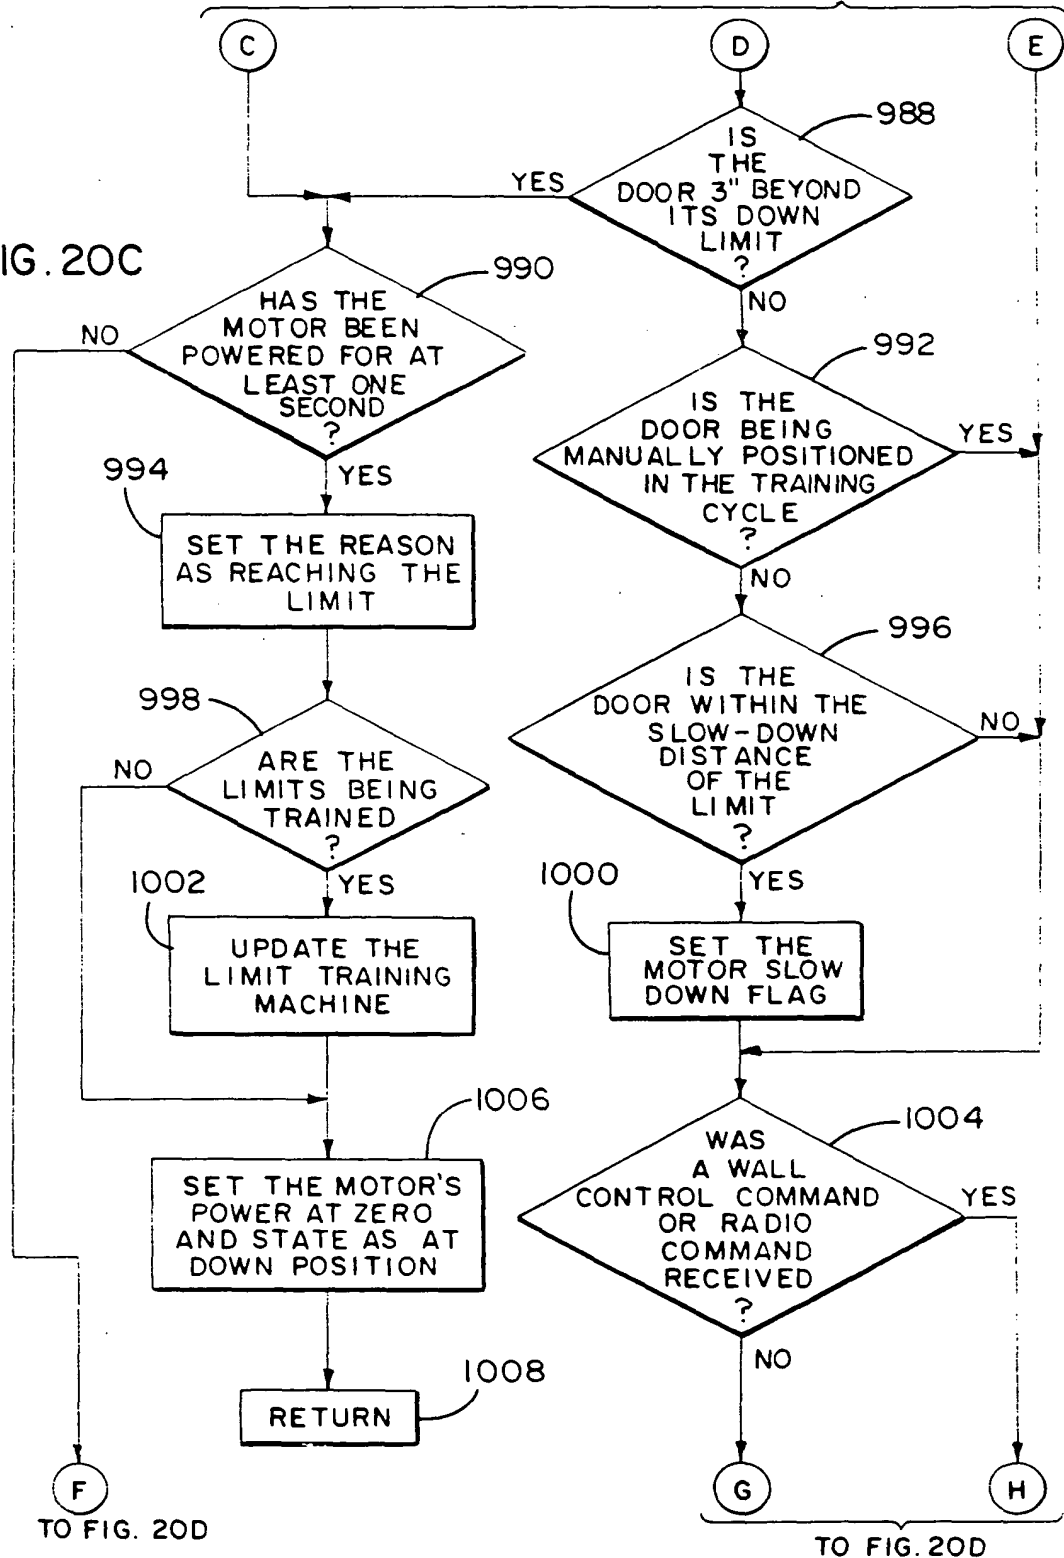 C
D
E
988
IS
THE
DOOR 3" BEYOND
ITS DOWN
LIMIT
?
YES
NO
IG. 20C
990
HAS THE
MOTOR BEEN
POWERED FOR AT
LEAST ONE
SECOND
?
NO
YES
992
IS THE
DOOR BEING
MANUALLY POSITIONED
IN THE TRAINING
CYCLE
?
YES
NO
994
SET THE REASON
AS REACHING THE
LIMIT
996
IS THE
DOOR WITHIN THE
SLOW-DOWN
DISTANCE
OF THE
LIMIT
?
NO
YES
998
ARE THE
LIMITS BEING
TRAINED
?
NO
YES
1000
SET THE
MOTOR SLOW
DOWN FLAG
1002
UPDATE THE
LIMIT TRAINING
MACHINE
1004
WAS
A WALL
CONTROL COMMAND
OR RADIO
COMMAND
RECEIVED
?
YES
NO
1006
SET THE MOTOR'S
POWER AT ZERO
AND STATE AS AT
DOWN POSITION
1008
RETURN
F
TO FIG. 20D
G
H
TO FIG. 20D